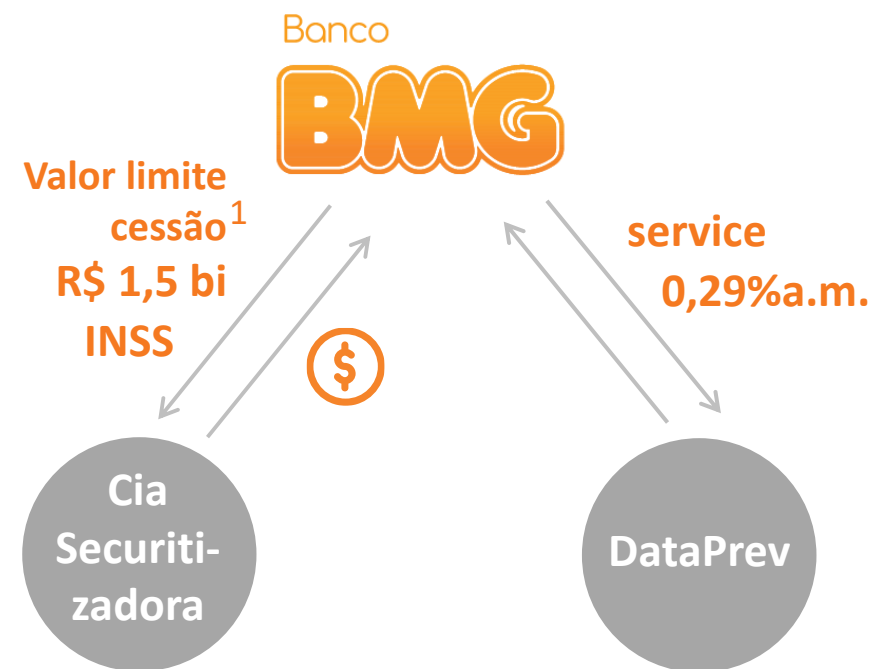 Banco
BMG
Valor limite
cessão¹
R$ 1,5 bi
INSS
service
0,29%a.m.
$
Cia
Securiti-
zadora
DataPrev